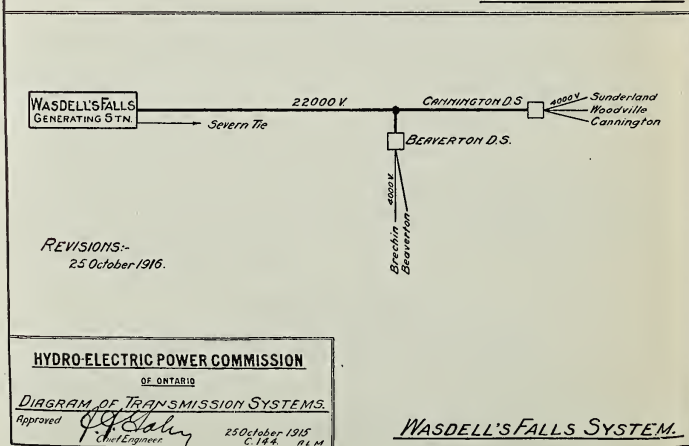 WASDELL'S FALLS
GENERATING STN.
22000 V.
Severn Tie
CANNINGTON D.S
4000 V
Sunderland
Woodville
Cannington
BEAVERTON D.S.
4000 V.
Brechin
Beaverton
REVISIONS:-
25 October 1916.
HYDRO-ELECTRIC POWER COMMISSION
OF ONTARIO
DIAGRAM OF TRANSMISSION SYSTEMS.
Approved
Chief Engineer.
25 October 1915
C.144. R.L.M.
WASDELL'S FALLS SYSTEM.